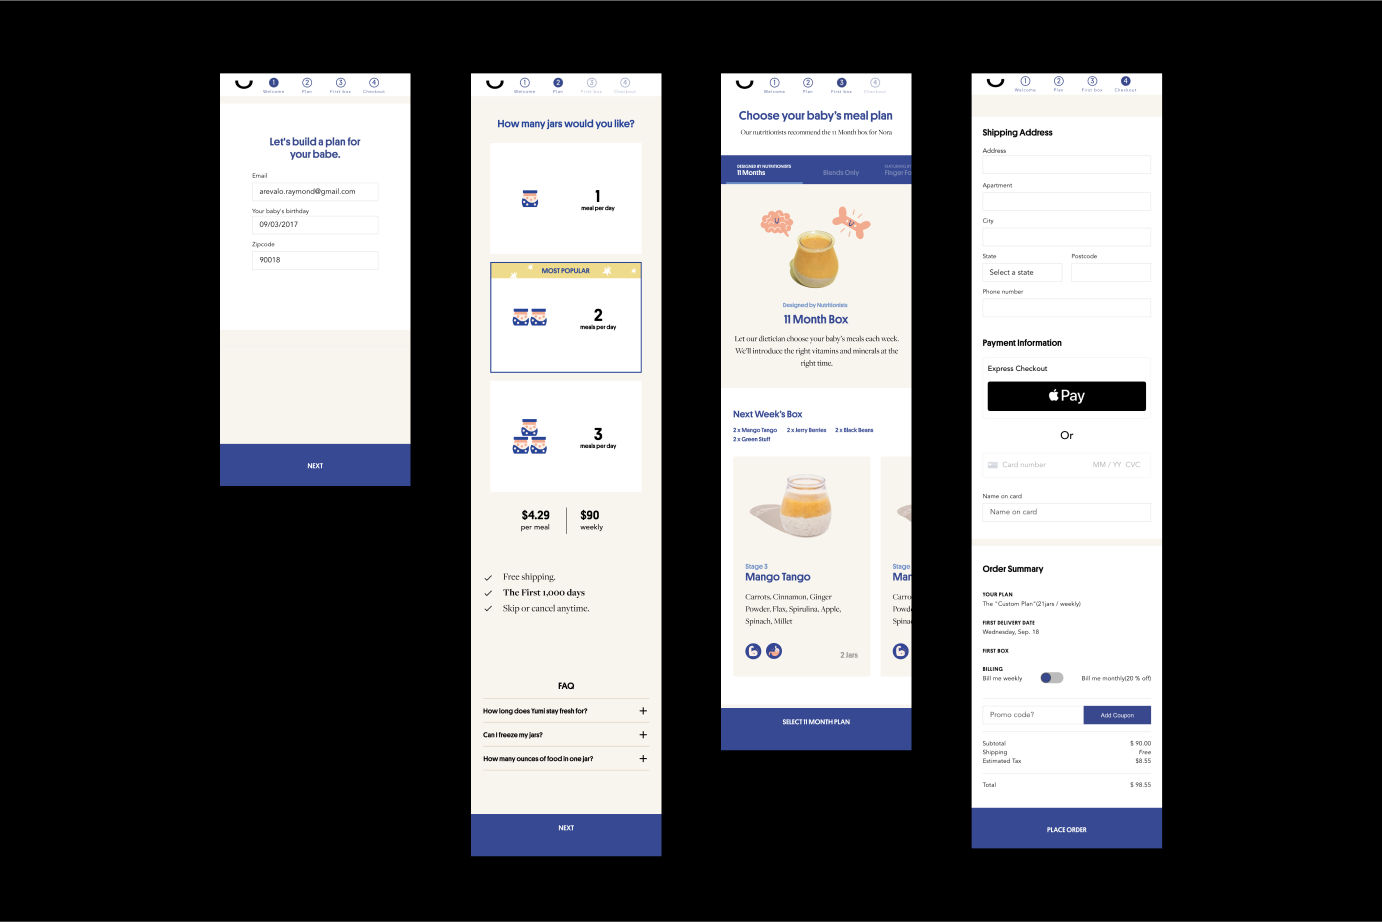 1 2 3 4
Welcome Plan First box Checkout
Let's build a plan for
your babe.
Email
arevalo.raymond@gmail.com
Your baby's birthday
09/03/2017
Zipcode
90018
NEXT
1 2 3 4
Welcome Plan First box Checkout
How many jars would you like?
1
meal per day
MOST POPULAR
2
meals per day
3
meals per day
$4.29 $90
per meal weekly
Free shipping.
The First 1,000 days
Skip or cancel anytime.
FAQ
How long does Yumi stay fresh for? +
Can I freeze my jars? +
How many ounces of food in one jar? +
NEXT
1 2 3 4
Welcome Plan First box Checkout
Choose your baby's meal plan
Our nutritionists recommend the 11 Month box for Nora
DESIGNED BY NUTRITIONISTS FEATURING BY
11 Months Blends Only Finger Fo
Designed by Nutritionists
11 Month Box
Let our dietician choose your baby's meals each week.
We'll introduce the right vitamins and minerals at the
right time.
Next Week's Box
2 x Mango Tango 2 x Jerry Berries 2 x Black Beans
2 x Green Stuff
Stage 3 Stage
Mango Tango Man
Carrots, Cinnamon, Ginger Carro
Powder, Flax, Spirulina, Apple, Powd
Spinach, Millet Spina
2 Jars
SELECT 11 MONTH PLAN
1 2 3 4
Welcome Plan First box Checkout
Shipping Address
Address
Apartment
City
State Postcode
Select a state
Phone number
Payment Information
Express Checkout
Pay
Or
Card number MM / YY CVC
Name on card
Name on card
Order Summary
YOUR PLAN
The "Custom Plan"(21jars / weekly)
FIRST DELIVERY DATE
Wednesday, Sep. 18
FIRST BOX
BILLING
Bill me weekly Bill me monthly(20 % off)
Promo code? Add Coupon
Subtotal $ 90.00
Shipping Free
Estimated Tax $8.55
Total $ 98.55
PLACE ORDER